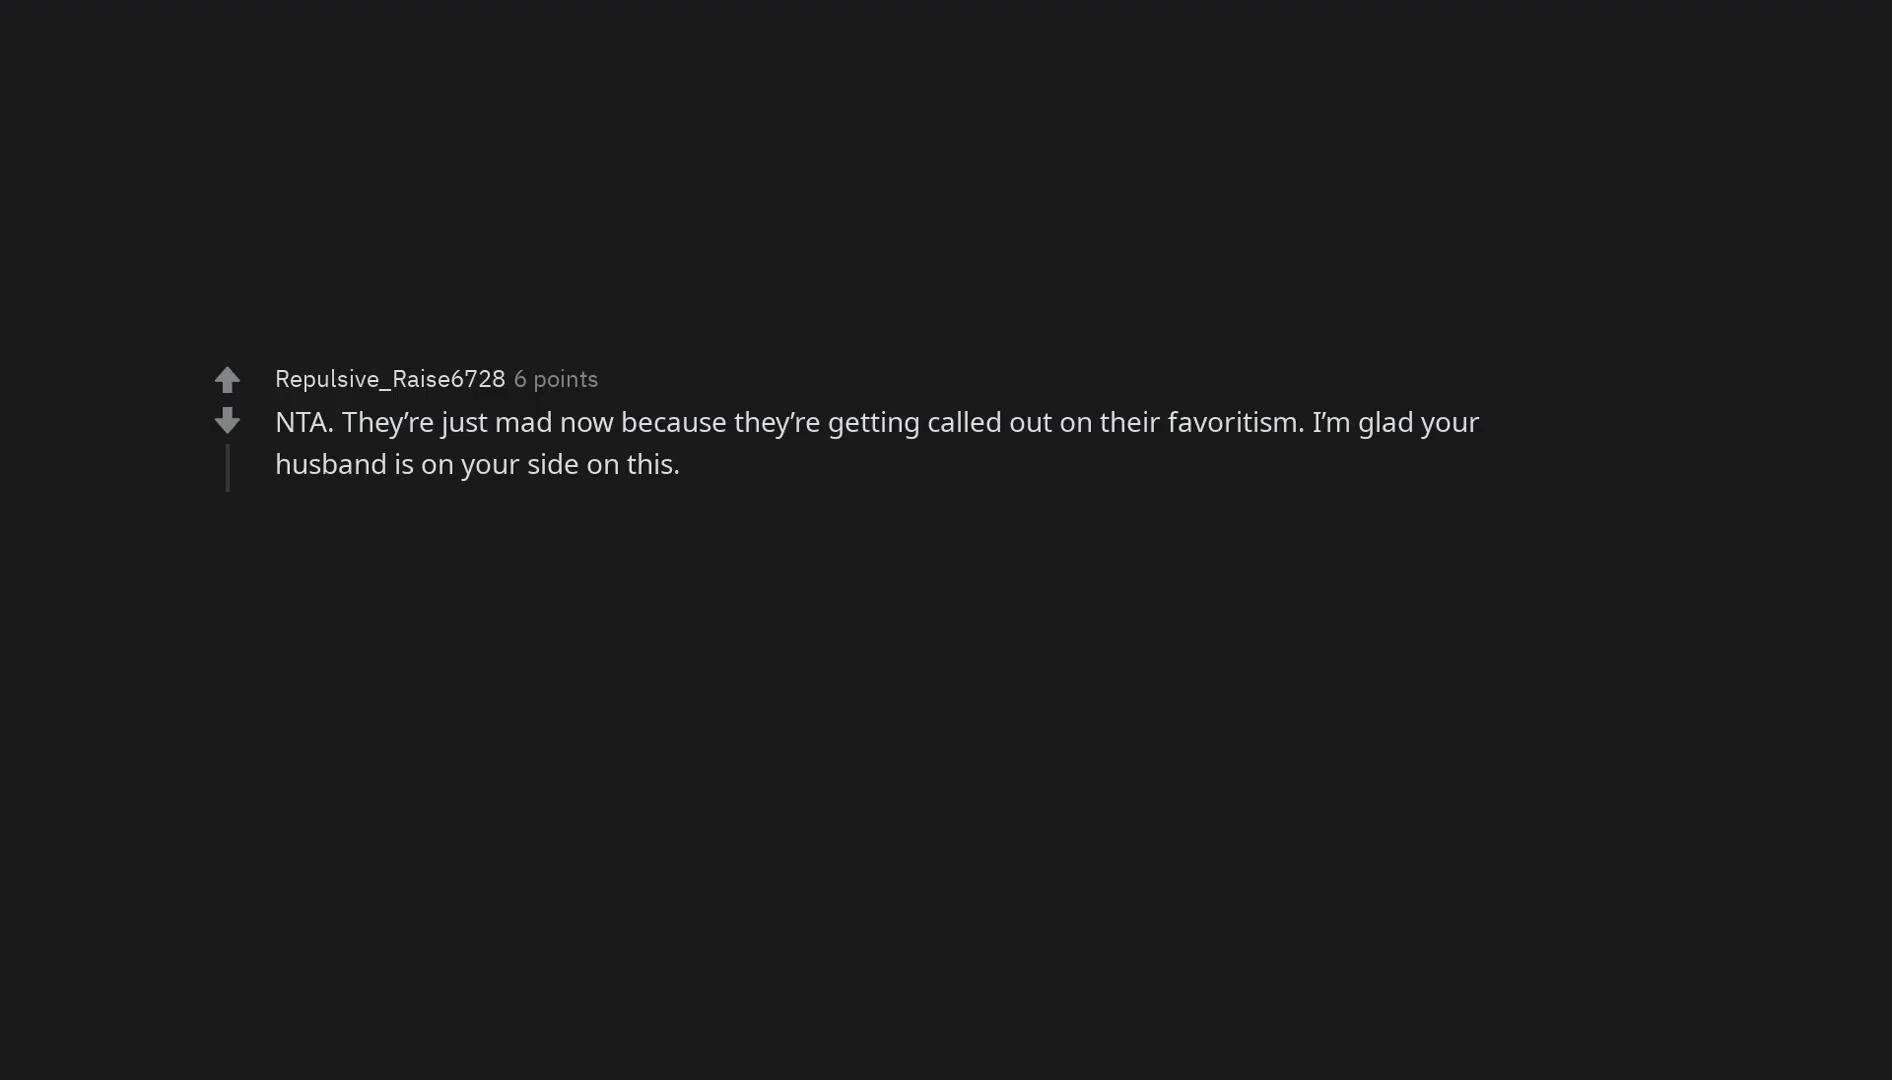 Repulsive_Raise6728 6 points
NTA. They’re just mad now because they’re getting called out on their favoritism. I’m glad your
husband is on your side on this.